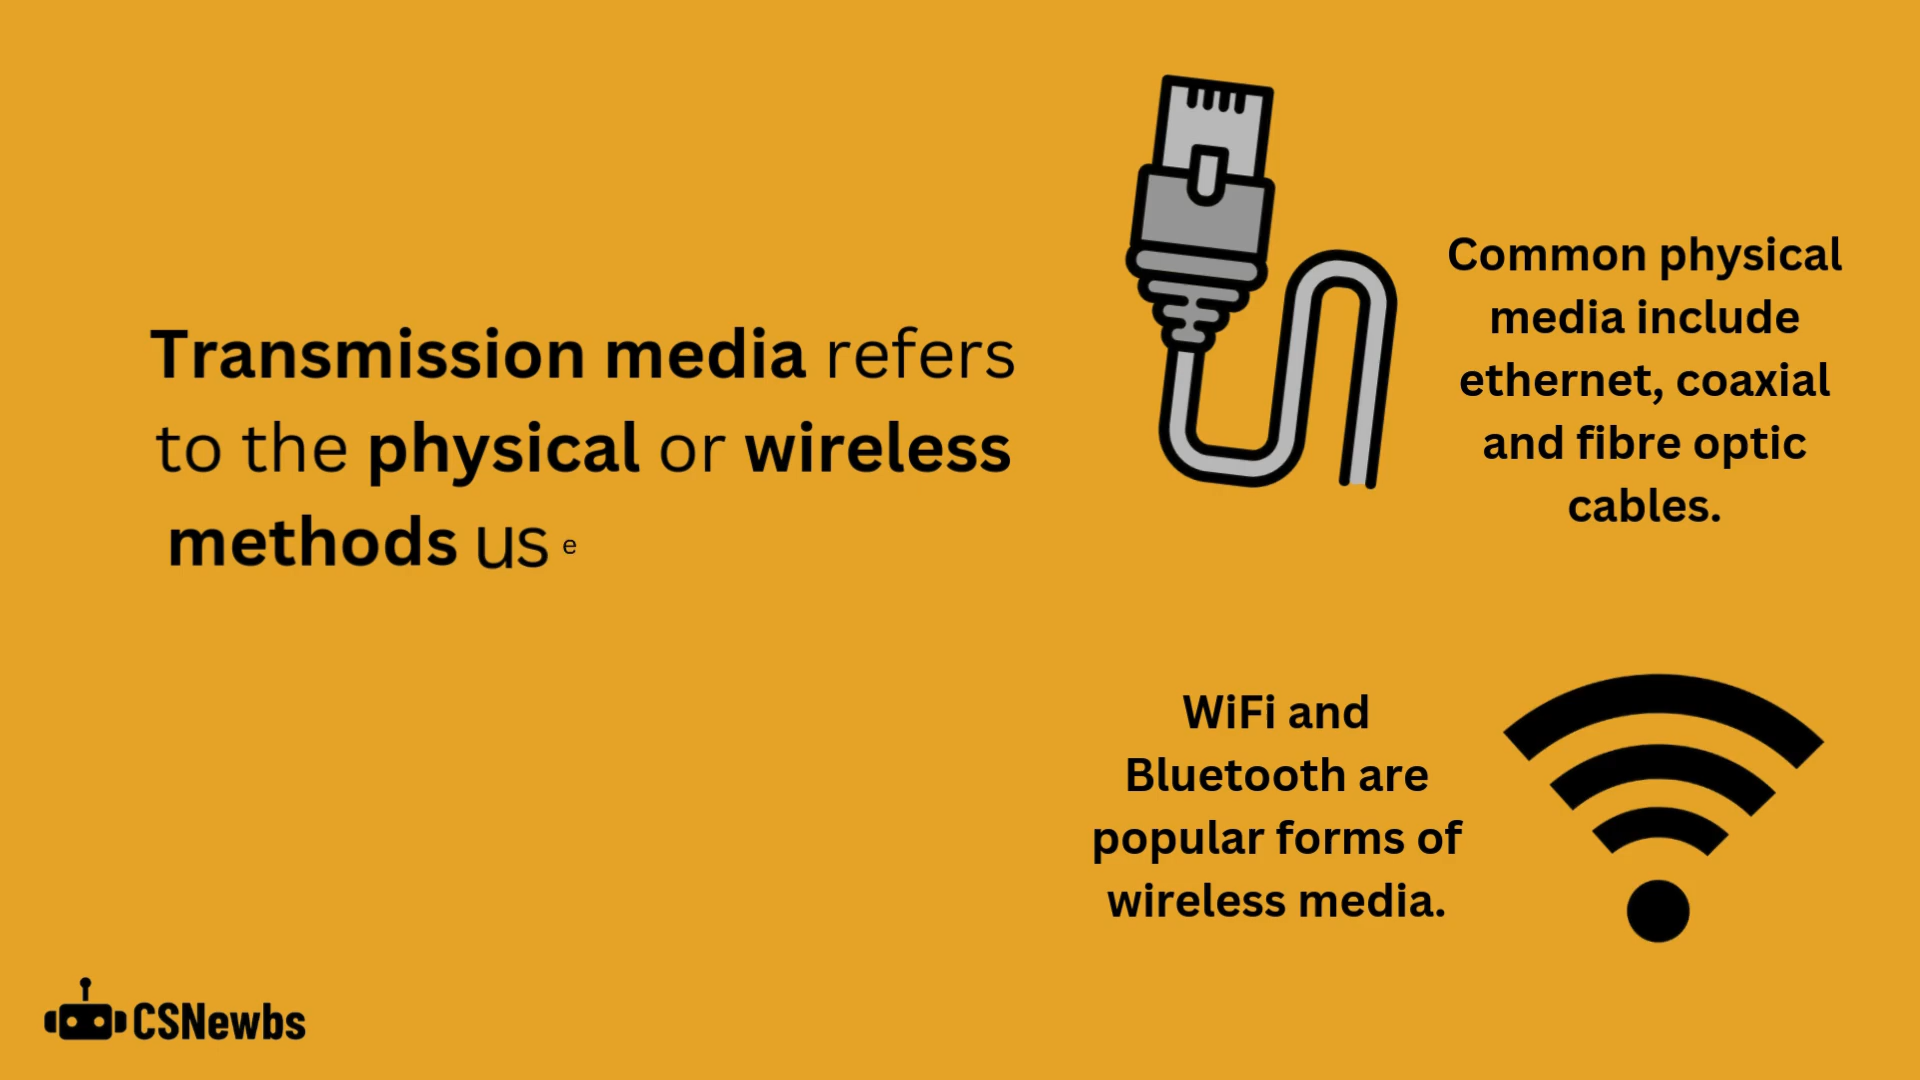 Transmission media refers
to the physical or wireless
methods use
Common physical
media include
ethernet, coaxial
and fibre optic
cables.
WiFi and
Bluetooth are
popular forms of
wireless media.
CSNewbs